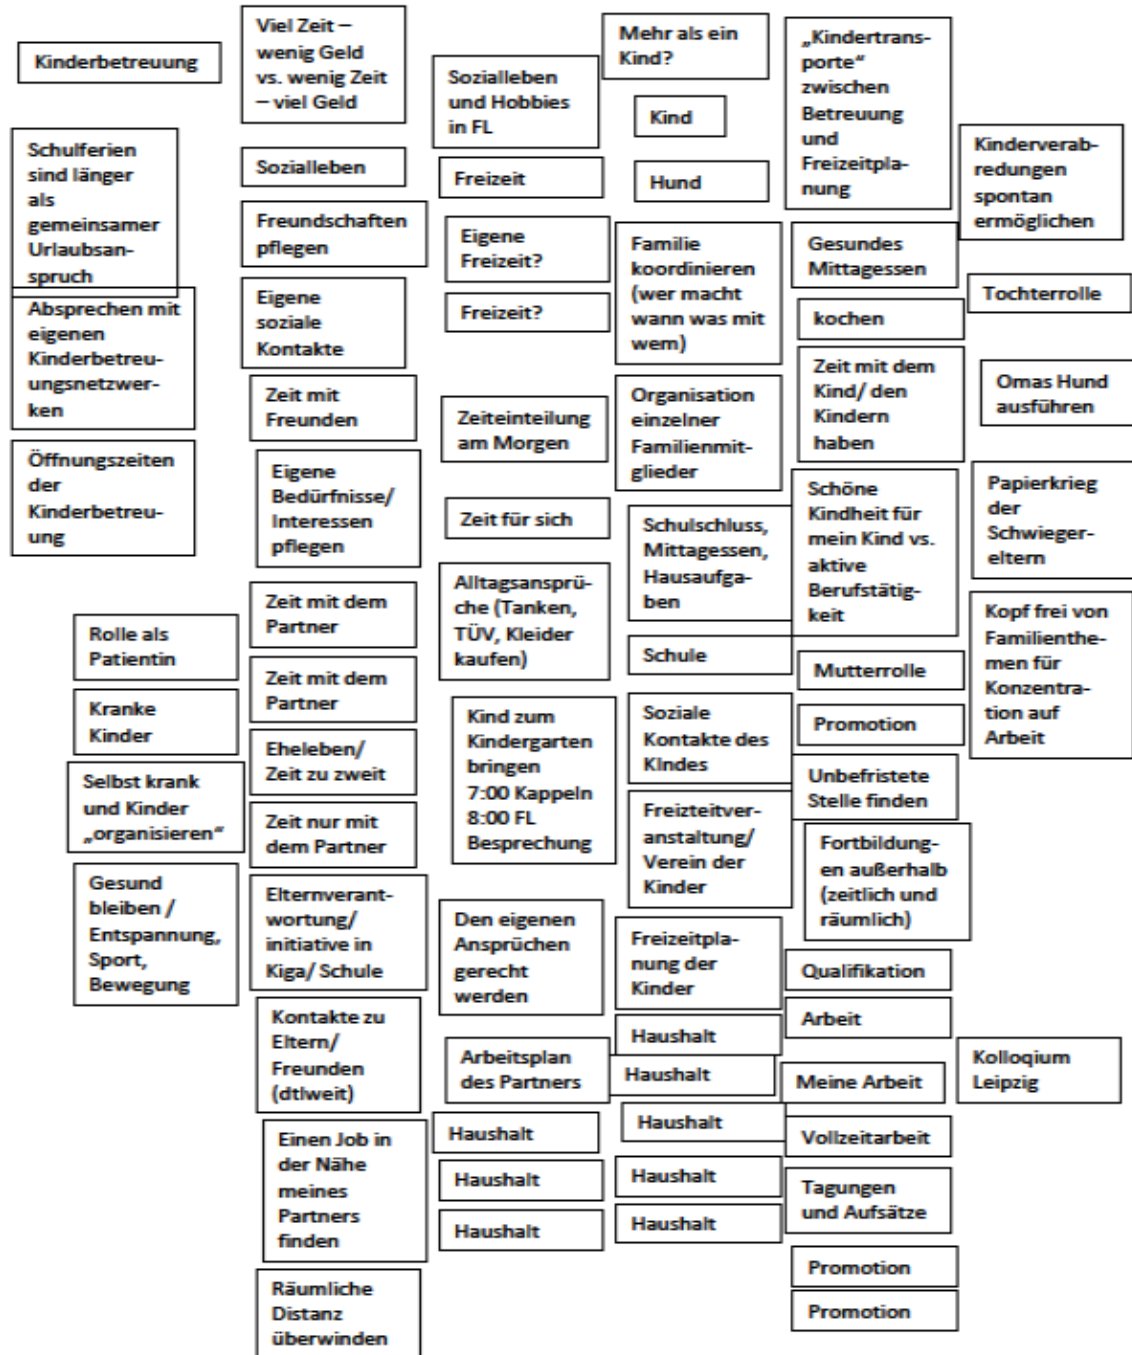 Kinderbetreuung
Schulferien
sind länger
als
gemeinsamer
Urlaubsan-
spruch
Absprechen mit
eigenen
Kinderbetreu-
ungsnetzwer-
ken
Öffnungszeiten
der
Kinderbetreu-
ung
Rolle als
Patientin
Kranke
Kinder
Selbst krank
und Kinder
„organisieren“
Gesund
bleiben /
Entspannung,
Sport,
Bewegung
Viel Zeit –
wenig Geld
vs. wenig Zeit
– viel Geld
Sozialleben
Freundschaften
pflegen
Eigene
soziale
Kontakte
Zeit mit
Freunden
Eigene
Bedürfnisse/
Interessen
pflegen
Zeit mit dem
Partner
Zeit mit dem
Partner
Eheleben/
Zeit zu zweit
Zeit nur mit
dem Partner
Elternverant-
wortung/
initiative in
Kiga/ Schule
Kontakte zu
Eltern/
Freunden
(dtlweit)
Einen Job in
der Nähe
meines
Partners
finden
Räumliche
Distanz
überwinden
Sozialleben
und Hobbies
in FL
Freizeit
Eigene
Freizeit?
Freizeit?
Zeiteinteilung
am Morgen
Zeit für sich
Alltagsansprü-
che (Tanken,
TÜV, Kleider
kaufen)
Kind zum
Kindergarten
bringen
7:00 Kappeln
8:00 FL
Besprechung
Den eigenen
Ansprüchen
gerecht
werden
Arbeitsplan
des Partners
Haushalt
Haushalt
Haushalt
Mehr als ein
Kind?
Kind
Hund
Familie
koordinieren
(wer macht
wann was mit
wem)
Organisation
einzelner
Familienmit-
glieder
Schulschluss,
Mittagessen,
Hausaufga-
ben
Schule
Soziale
Kontakte des
KIndes
Freizteitver-
anstaltung/
Verein der
Kinder
Freizeitpla-
nung der
Kinder
Haushalt
Haushalt
Haushalt
Haushalt
Haushalt
„Kindertrans-
porte“
zwischen
Betreuung
und
Freizeitpla-
nung
Gesundes
Mittagessen
kochen
Zeit mit dem
Kind/ den
Kindern
haben
Schöne
Kindheit für
mein Kind vs.
aktive
Berufstätig-
keit
Mutterrolle
Promotion
Unbefristete
Stelle finden
Fortbildung-
en außerhalb
(zeitlich und
räumlich)
Qualifikation
Arbeit
Meine Arbeit
Vollzeitarbeit
Tagungen
und Aufsätze
Promotion
Promotion
Kinderverab-
redungen
spontan
ermöglichen
Tochterrolle
Omas Hund
ausführen
Papierkrieg
der
Schwieger-
eltern
Kopf frei von
Familienthe-
men für
Konzentra-
tion auf
Arbeit
Kolloqium
Leipzig